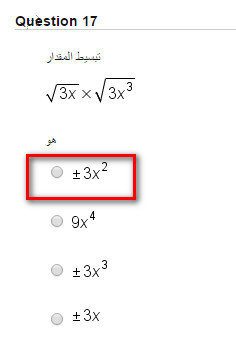 Question 17
تبسيط المقدار
√3x × √3x³
هو
±3x²
9x⁴
±3x³
±3x